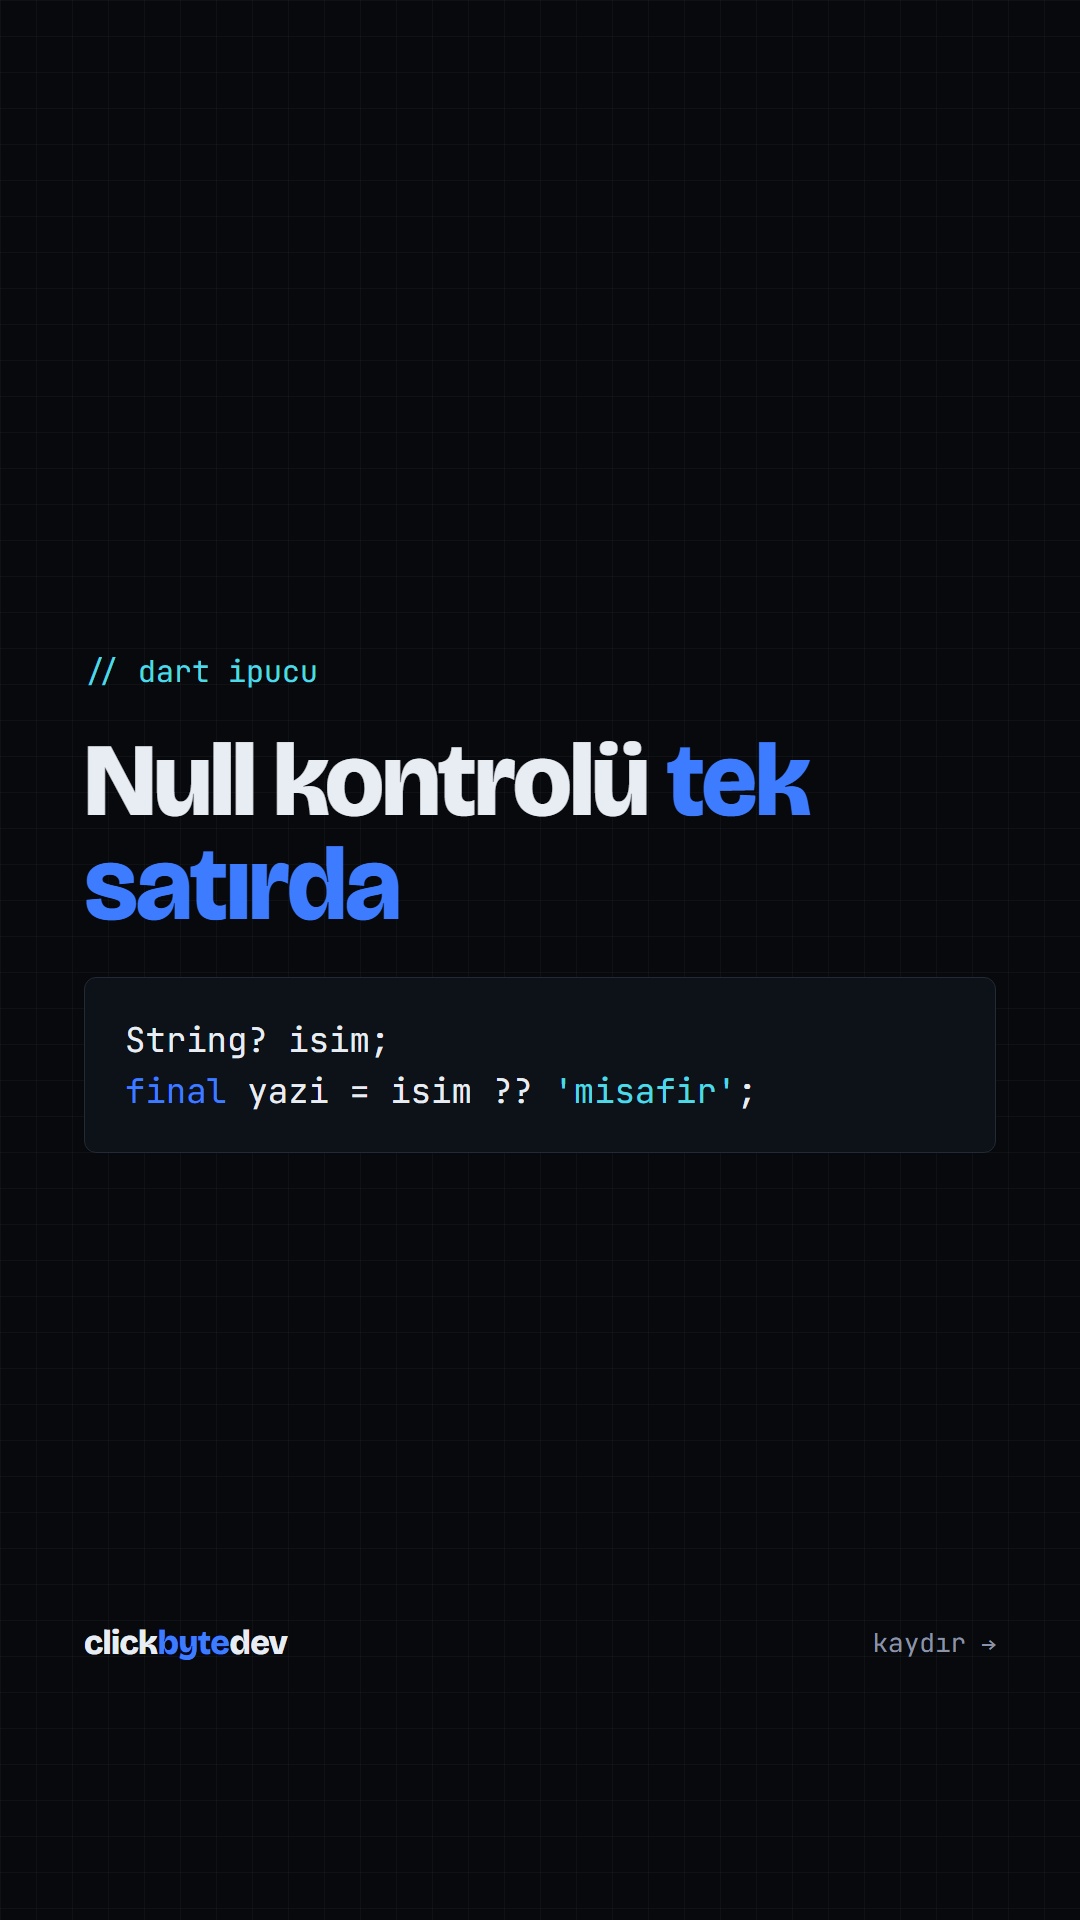 // dart ipucu
Null kontrolü tek
satırda
String? isim;
final yazi = isim ?? 'misafir';
clickbytedev
kaydır →